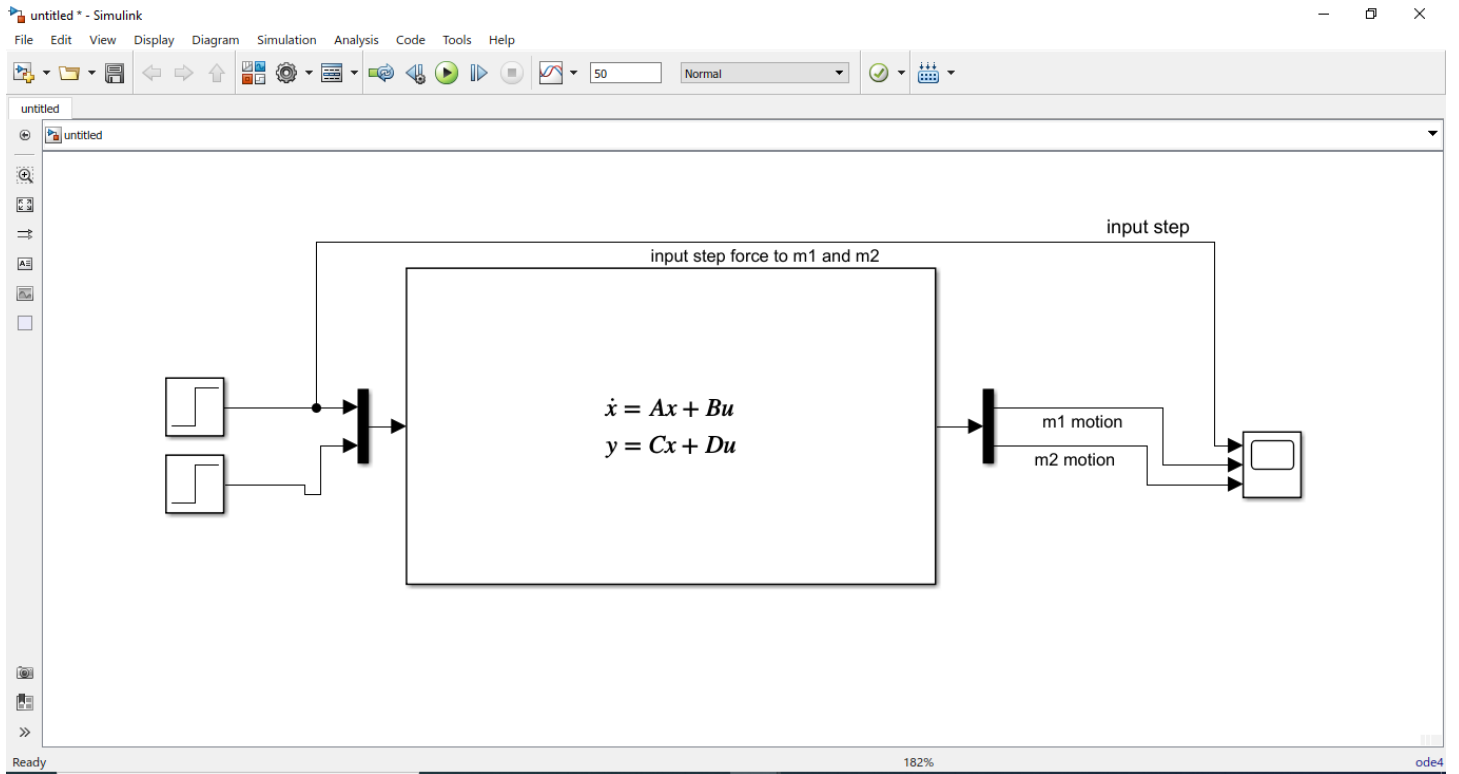 untitled * - Simulink
File Edit View Display Diagram Simulation Analysis Code Tools Help
50 Normal
untitled
untitled
input step
input step force to m1 and m2
ẋ = Ax + Bu
y = Cx + Du
m1 motion
m2 motion
Ready 182% ode4